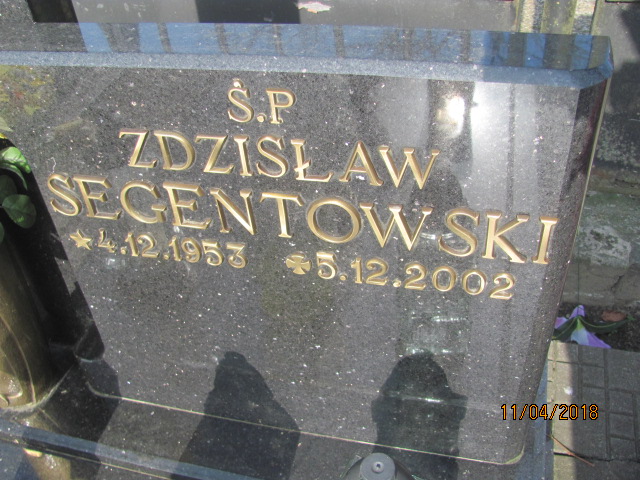 Ś.P
ZDZISŁAW
SEGENTOWSKI
★4.12.1953 ✠5.12.2002
11/04/2018